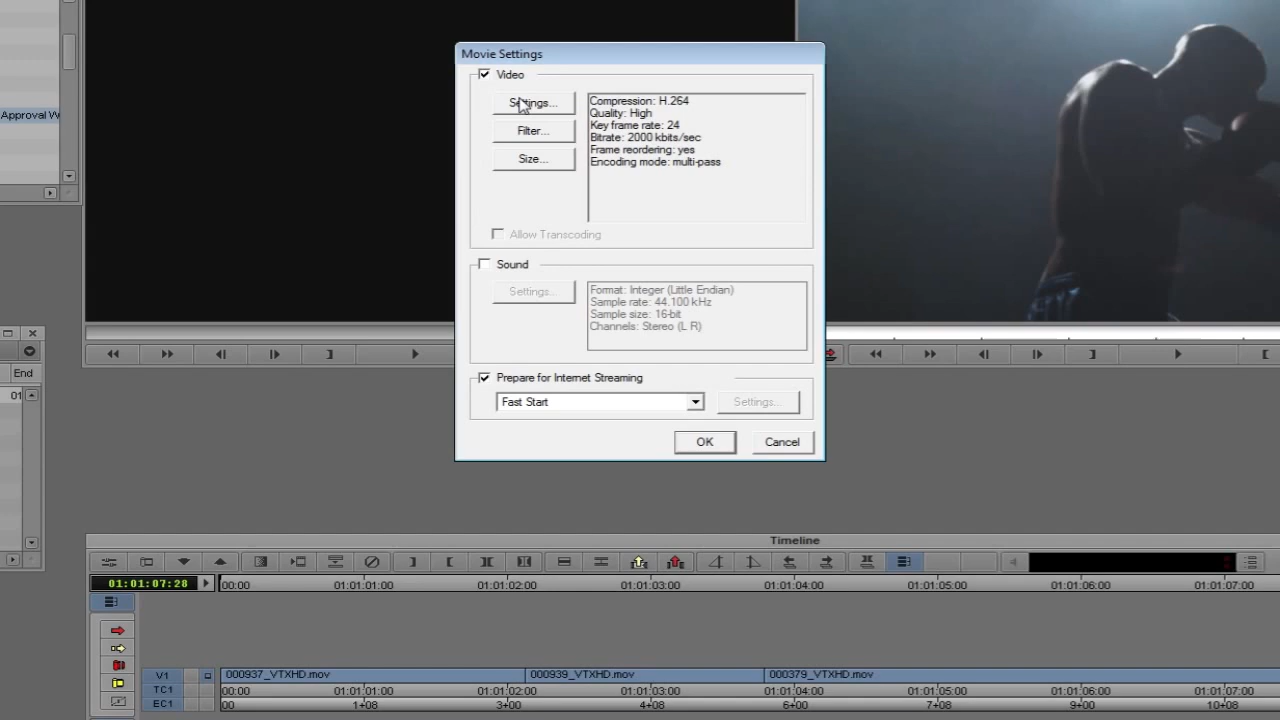 Movie Settings
Video
Settings...
Filter...
Size...
Compression: H.264
Quality: High
Key frame rate: 24
Bitrate: 2000 kbits/sec
Frame reordering: yes
Encoding mode: multi-pass
Allow Transcoding
Sound
Settings...
Format: Integer (Little Endian)
Sample rate: 44.100 kHz
Sample size: 16-bit
Channels: Stereo (L R)
Prepare for Internet Streaming
Fast Start
Settings...
OK
Cancel
Approval W
End
01
Timeline
01:01:07:28
00:00 01:01:01:00 01:01:02:00 01:01:03:00 01:01:04:00 01:01:05:00 01:01:06:00 01:01:07:00
V1 000937_VTXHD.mov 000939_VTXHD.mov 000379_VTXHD.mov
TC1 00:00 01:01:01:00 01:01:02:00 01:01:03:00 01:01:04:00 01:01:05:00 01:01:06:00 01:01:07:00
EC1 00 1+08 3+00 4+08 6+00 7+08 9+00 10+08